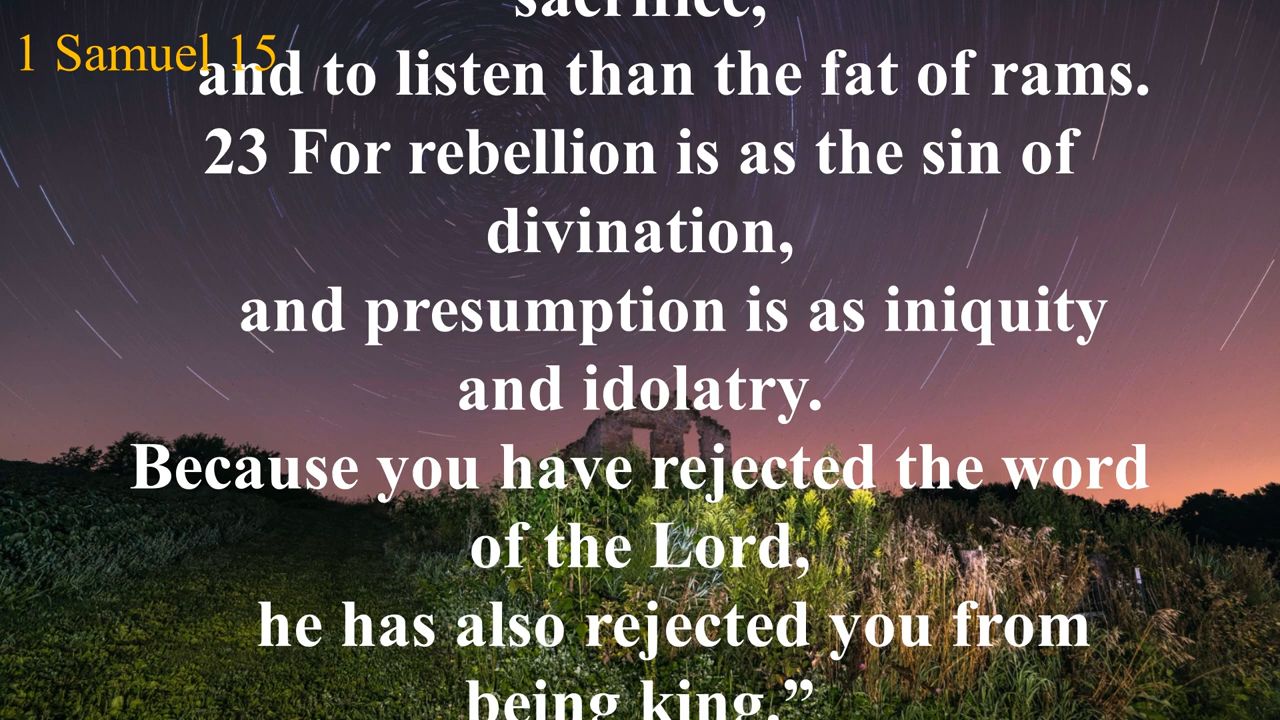 1 Samuel 15
sacrifice,
and to listen than the fat of rams.
23 For rebellion is as the sin of
divination,
and presumption is as iniquity
and idolatry.
Because you have rejected the word
of the Lord,
he has also rejected you from
being king.”